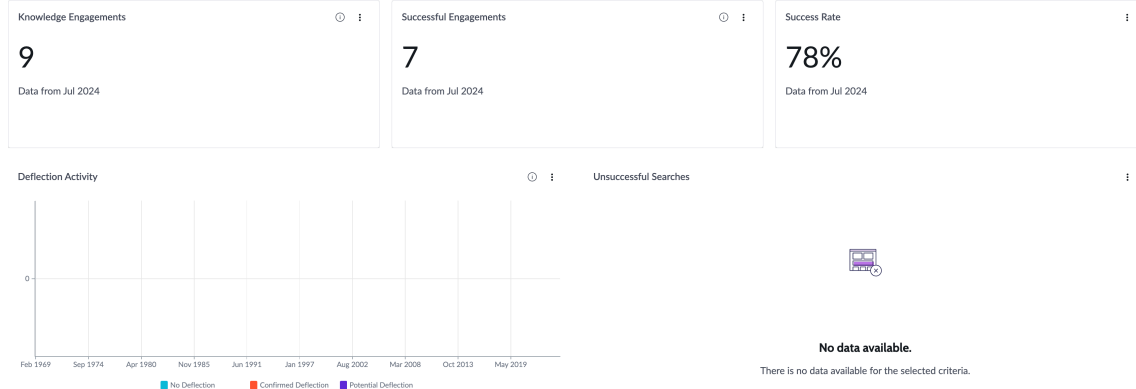 Knowledge Engagements
9
Data from Jul 2024
Successful Engagements
7
Data from Jul 2024
Success Rate
78%
Data from Jul 2024
Deflection Activity
0
Feb 1969 Sep 1974 Apr 1980 Nov 1985 Jun 1991 Jan 1997 Aug 2002 Mar 2008 Oct 2013 May 2019
No Deflection Confirmed Deflection Potential Deflection
Unsuccessful Searches
No data available.
There is no data available for the selected criteria.